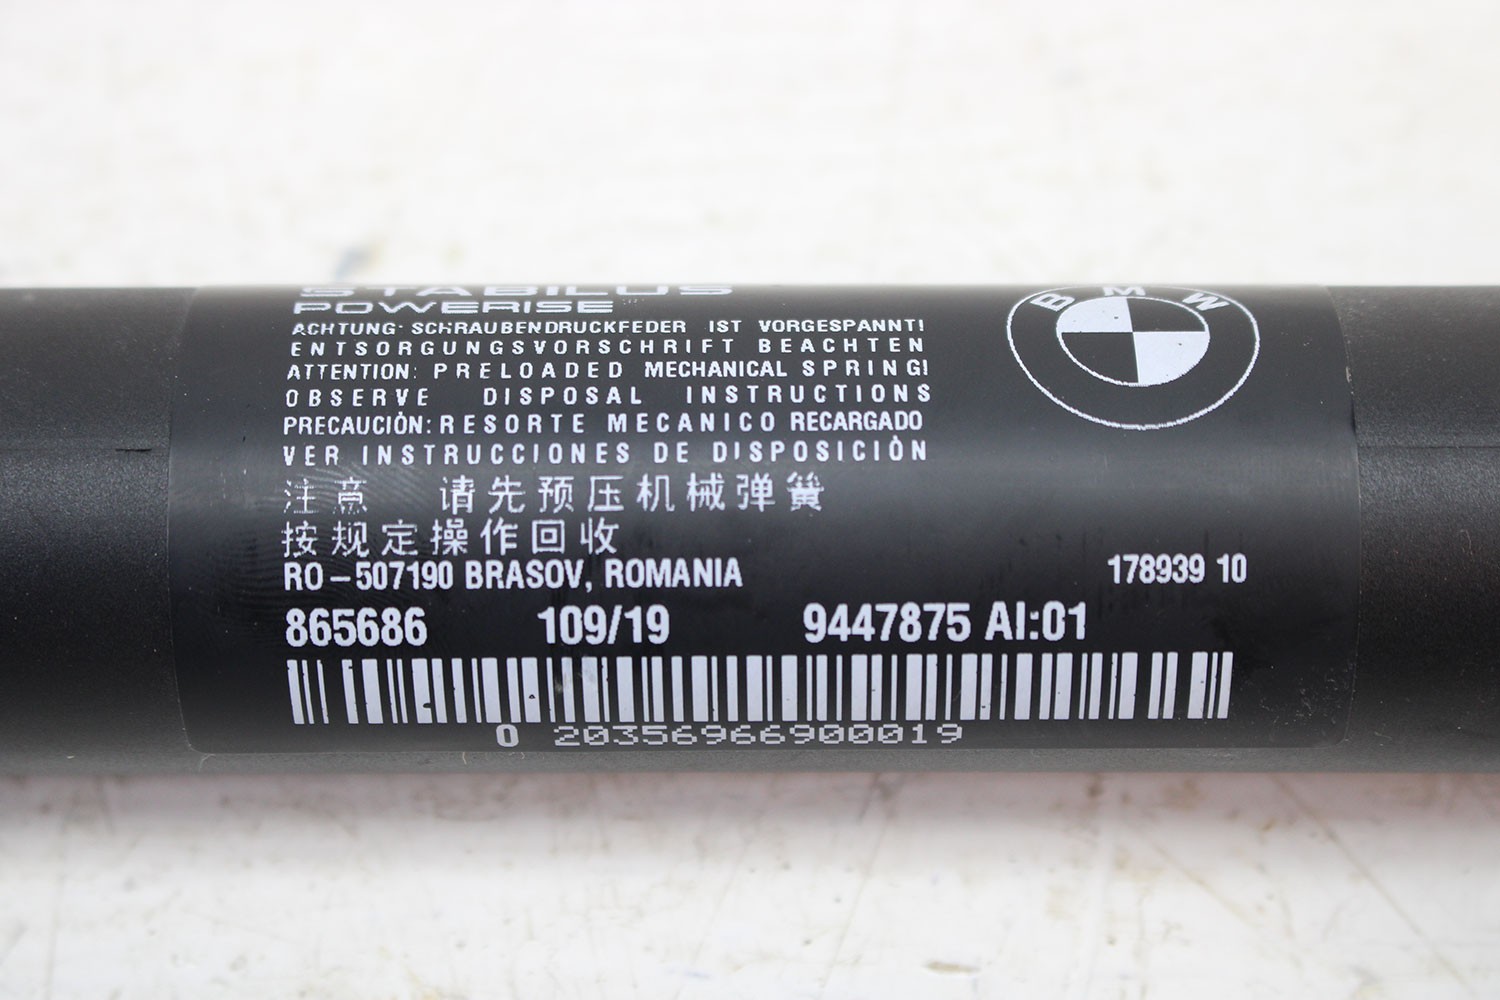 STABILUS
POWERISE
BMW
ACHTUNG: SCHRAUBENDRUCKFEDER IST VORGESPANNT!
ENTSORGUNGSVORSCHRIFT BEACHTEN
ATTENTION: PRELOADED MECHANICAL SPRING!
OBSERVE DISPOSAL INSTRUCTIONS
PRECAUCIÓN: RESORTE MECANICO RECARGADO
VER INSTRUCCIONES DE DISPOSICIÓN
注意 请先预压机械弹簧
按规定操作回收
RO-507190 BRASOV, ROMANIA 178939 10
865686 109/19 9447875 AI:01
0 20356966900019